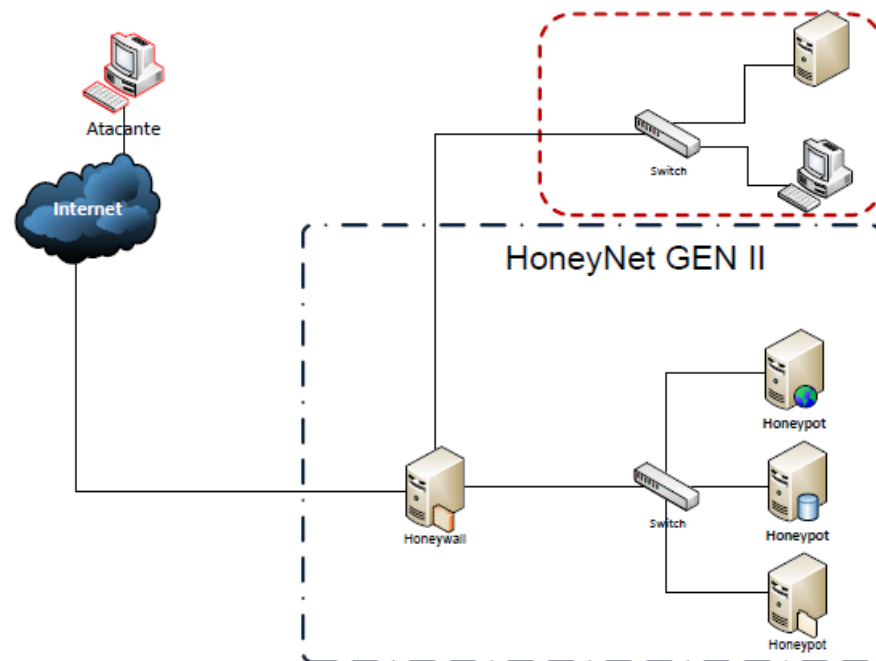 Atacante
Internet
Switch
HoneyNet GEN II
Honeypot
Honeywall
Switch
Honeypot
Honeypot